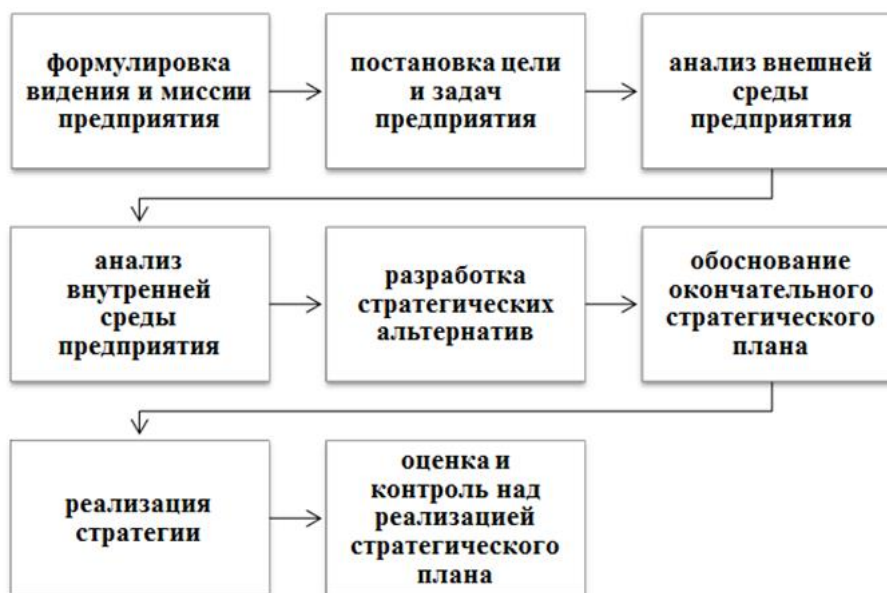 формулировка
видения и миссии
предприятия
постановка цели
и задач
предприятия
анализ внешней
среды
предприятия
анализ
внутренней
среды
предприятия
разработка
стратегических
альтернатив
обоснование
окончательного
стратегического
плана
реализация
стратегии
оценка и
контроль над
реализацией
стратегического
плана